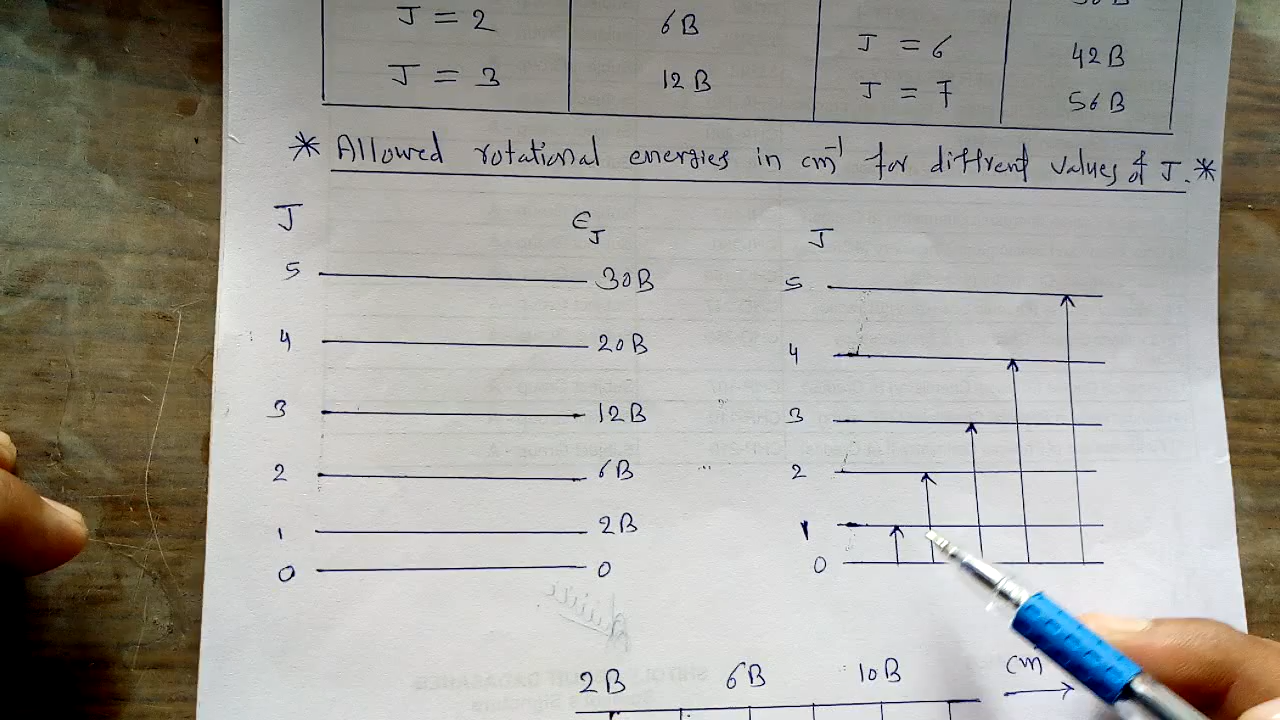 J = 2 6B
J = 6 42B
J = 3 12B
J = 7 56B
* Allowed rotational energies in cm⁻¹ for diffrent values of J. *
J ϵJ
5 30B
4 20B
3 12B
2 6B
1 2B
0 0
J
5
4
3
2
1
0
2B 6B 10B cm